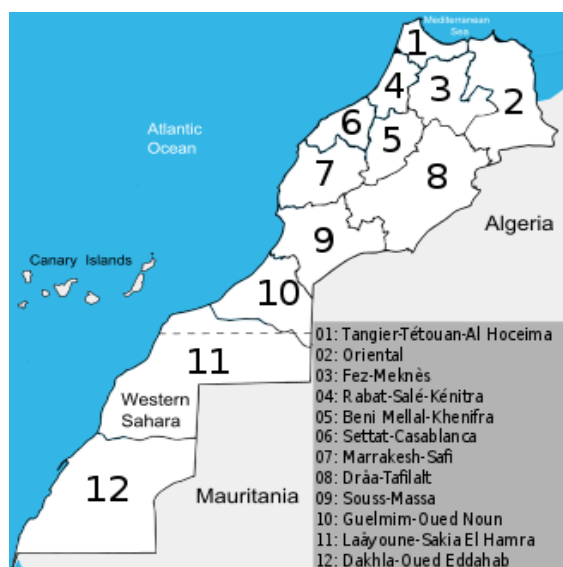 Mediterranean
Sea
1
2
3
4
5
6
7
8
9
10
11
12
Atlantic
Ocean
Algeria
Canary Islands
Western
Sahara
Mauritania
01: Tangier-Tétouan-Al Hoceima
02: Oriental
03: Fez-Meknès
04: Rabat-Salé-Kénitra
05: Beni Mellal-Khenifra
06: Settat-Casablanca
07: Marrakesh-Safi
08: Drâa-Tafilalt
09: Souss-Massa
10: Guelmim-Oued Noun
11: Laâyoune-Sakia El Hamra
12: Dakhla-Oued Eddahab